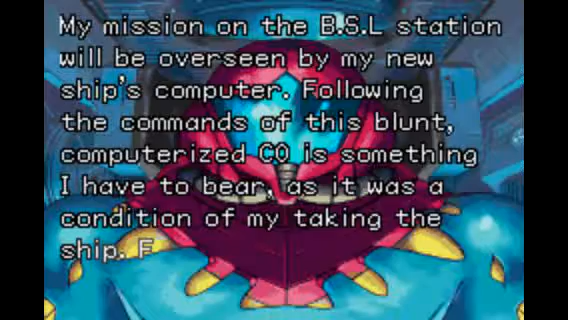 My mission on the B.S.L station
will be overseen by my new
ship's computer. Following
the commands of this blunt,
computerized CO is something
I have to bear, as it was a
condition of my taking the
ship. F